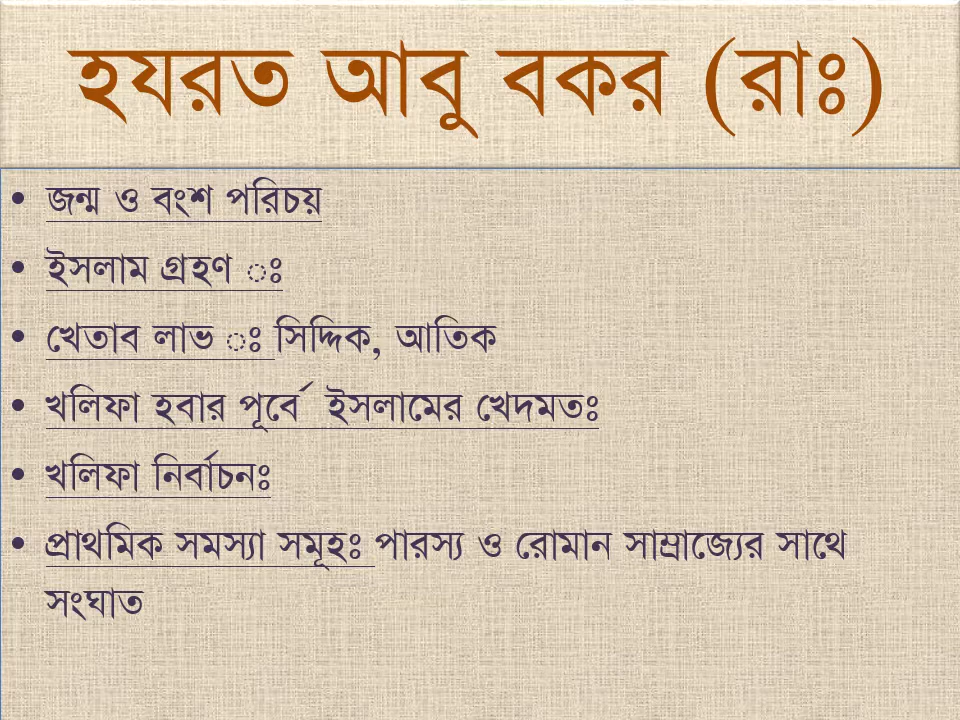 হযরত আবু বকর (রাঃ)
• জন্ম ও বংশ পরিচয়
• ইসলাম গ্রহণ ঃ
• খেতাব লাভ ঃ সিদ্দিক, আতিক
• খলিফা হবার পূর্বে ইসলামের খেদমতঃ
• খলিফা নির্বাচনঃ
• প্রাথমিক সমস্যা সমূহঃ পারস্য ও রোমান সাম্রাজ্যের সাথে
সংঘাত